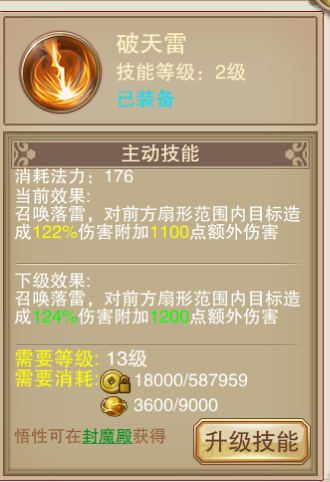 破天雷
技能等级：2级
已装备
主动技能
消耗法力：176
当前效果:
召唤落雷，对前方扇形范围内目标造
成122%伤害附加1100点额外伤害
下级效果:
召唤落雷，对前方扇形范围内目标造
成124%伤害附加1200点额外伤害
需要等级: 13级
需要消耗: 18000/587959
3600/9000
悟性可在封魔殿获得
升级技能